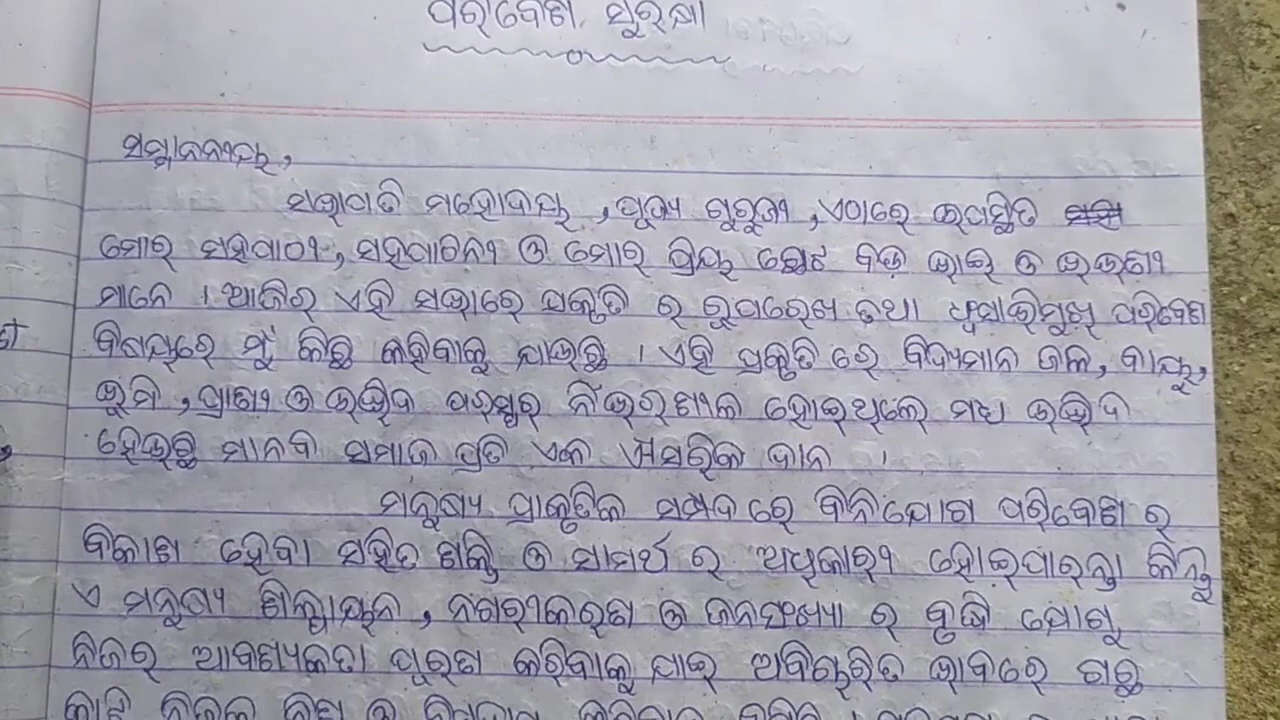 ପରିବେଶ ସୁରକ୍ଷା
ସମ୍ମାନନୀୟ,
ସଭାପତି ମହୋଦୟ, ପୂଜ୍ୟ ଗୁରୁଜୀ, ଏଠାରେ ଉପସ୍ଥିତ
ମୋର ସହପାଠୀ, ସହପାଠିନୀ ଓ ମୋର ପ୍ରିୟ ଛୋଟ ବଡ଼ ଭାଇ ଓ ଭଉଣୀ
ମାନେ । ଆଜିର ଏହି ସଭାରେ ପ୍ରକୃତି ର ରୂପରେଖ ତଥା ଧ୍ୱସାଭିମୁଖି ପରିବେଶ
ବିଷୟରେ ମୁଁ କିଛି କହିବାକୁ ଯାଉଛି । ଏହି ପ୍ରକୃତି ରେ ବିଦ୍ୟମାନ ଜଳ, ବାୟୁ,
ଭୂମି, ପ୍ରାଣୀ ଓ ଉଦ୍ଭିଦ ପରସ୍ପର ନିର୍ଭରଶୀଳ ହୋଇଥିଲେ ମଧ୍ୟ ଉଦ୍ଭିଦ
ହେଉଛି ମାନବ ସମାଜ ପ୍ରତି ଏକ ଐସରିକ ଦାନ ।
ମନୁଷ୍ୟ ପ୍ରାକୃତିକ ସମ୍ପଦ ରେ ବିନିଯୋଗ ପରିବେଶ ର
ବିକାଶ ହେବା ସହିତ ଶକ୍ତି ଓ ସାମର୍ଥ ର ଅଧିକାରୀ ହୋଇପାରନ୍ତା କିନ୍ତୁ
ଏ ମନୁଷ୍ୟ ଶିଳ୍ପାୟନ, ନଗରୀକରଣ ଓ ଜନସଂଖ୍ୟା ର ବୃଦ୍ଧି ଯୋଗୁ
ନିଜର ଆବଶ୍ୟକତା ପୂରଣ କରିବାକୁ ଯାଇ ଅବିଚାରିତ ଭାବରେ ଗଛ
କାଟି ନିଜର